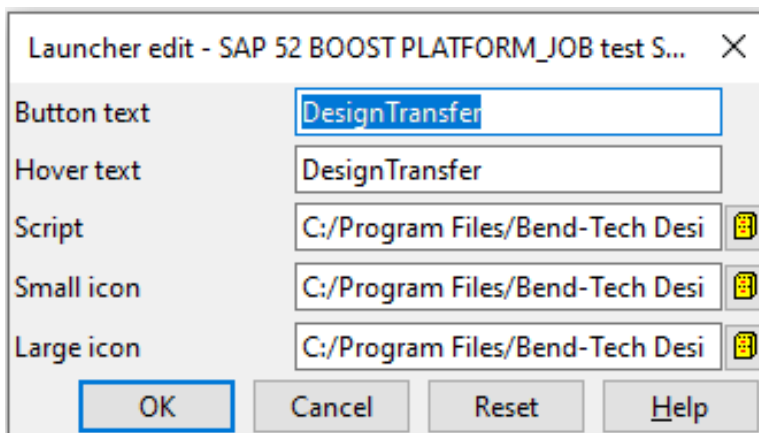 Launcher edit - SAP 52 BOOST PLATFORM_JOB test S...
Button text DesignTransfer
Hover text DesignTransfer
Script C:/Program Files/Bend-Tech Desi
Small icon C:/Program Files/Bend-Tech Desi
Large icon C:/Program Files/Bend-Tech Desi
OK Cancel Reset Help